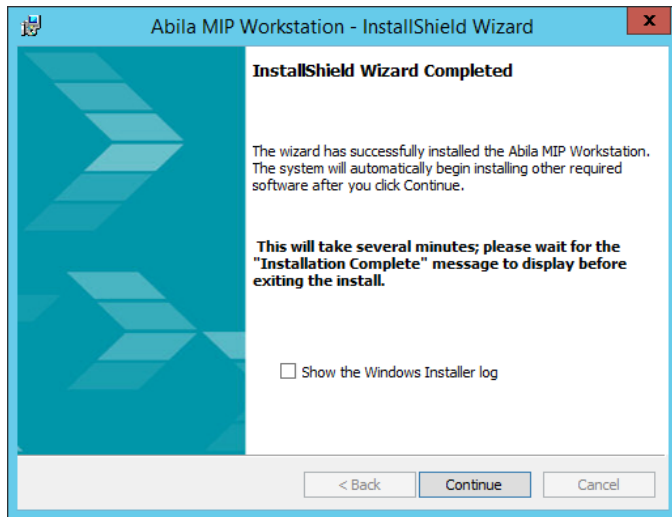 Abila MIP Workstation - InstallShield Wizard
x
InstallShield Wizard Completed
The wizard has successfully installed the Abila MIP Workstation.
The system will automatically begin installing other required
software after you click Continue.
This will take several minutes; please wait for the
"Installation Complete" message to display before
exiting the install.
Show the Windows Installer log
< Back
Continue
Cancel